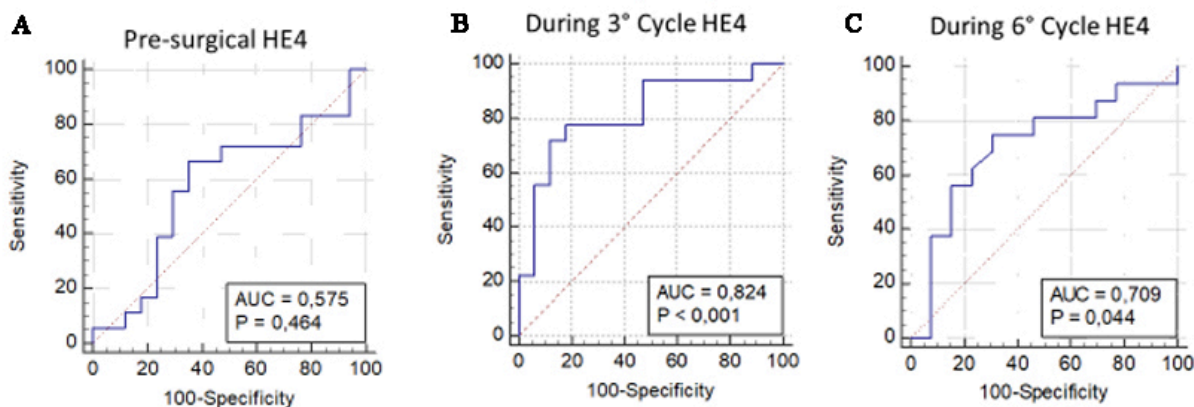 A
Pre-surgical HE4
Sensitivity
100
80
60
40
20
0
AUC = 0,575
P = 0,464
0 20 40 60 80 100
100-Specificity
B
During 3° Cycle HE4
Sensitivity
100
80
60
40
20
0
AUC = 0,824
P < 0,001
0 20 40 60 80 100
100-Specificity
C
During 6° Cycle HE4
Sensitivity
100
80
60
40
20
0
AUC = 0,709
P = 0,044
0 20 40 60 80 100
100-Specificity